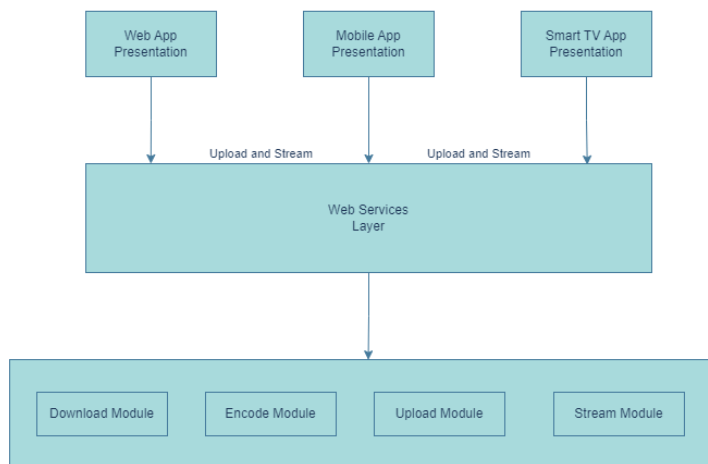 Web App
Presentation
Mobile App
Presentation
Smart TV App
Presentation
Upload and Stream
Upload and Stream
Web Services
Layer
Download Module
Encode Module
Upload Module
Stream Module